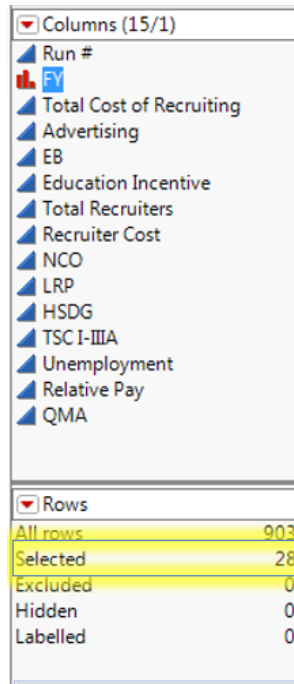 Columns (15/1)
Run #
FY
Total Cost of Recruiting
Advertising
EB
Education Incentive
Total Recruiters
Recruiter Cost
NCO
LRP
HSDG
TSC I-IIIA
Unemployment
Relative Pay
QMA
Rows
All rows 903
Selected 28
Excluded 0
Hidden 0
Labelled 0